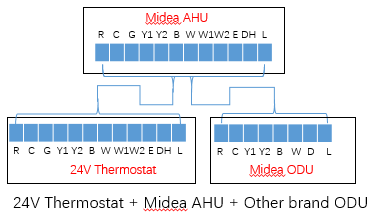 Midea AHU
R C G Y1 Y2 B W W1 W2 E DH L
R C G Y1 Y2 B W W1 W2 E DH L
24V Thermostat
R C Y1 Y2 B W D L
Midea ODU
24V Thermostat + Midea AHU + Other brand ODU